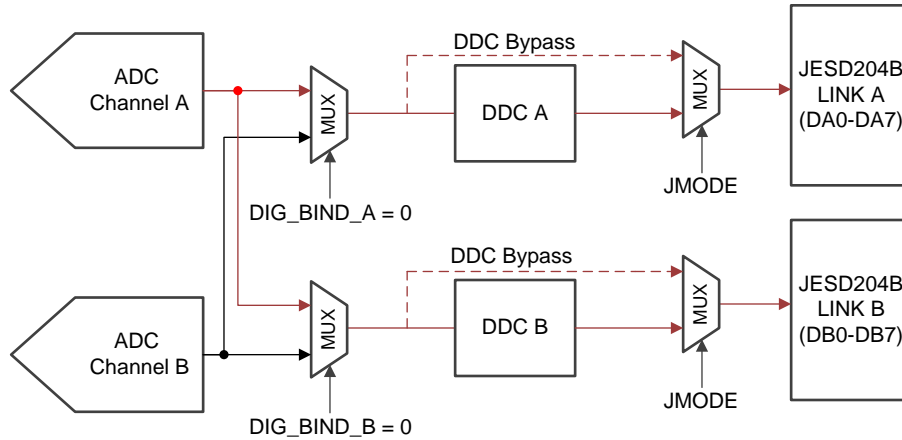 ADC
Channel A
MUX
DIG_BIND_A = 0
DDC Bypass
DDC A
MUX
JMODE
JESD204B
LINK A
(DA0-DA7)
ADC
Channel B
MUX
DIG_BIND_B = 0
DDC Bypass
DDC B
MUX
JMODE
JESD204B
LINK B
(DB0-DB7)